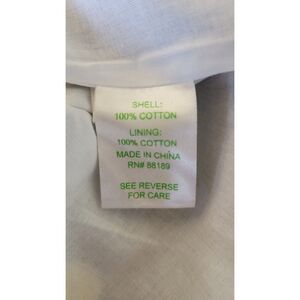 SHELL:
100% COTTON
LINING:
100% COTTON
MADE IN CHINA
RN# 88189
SEE REVERSE
FOR CARE